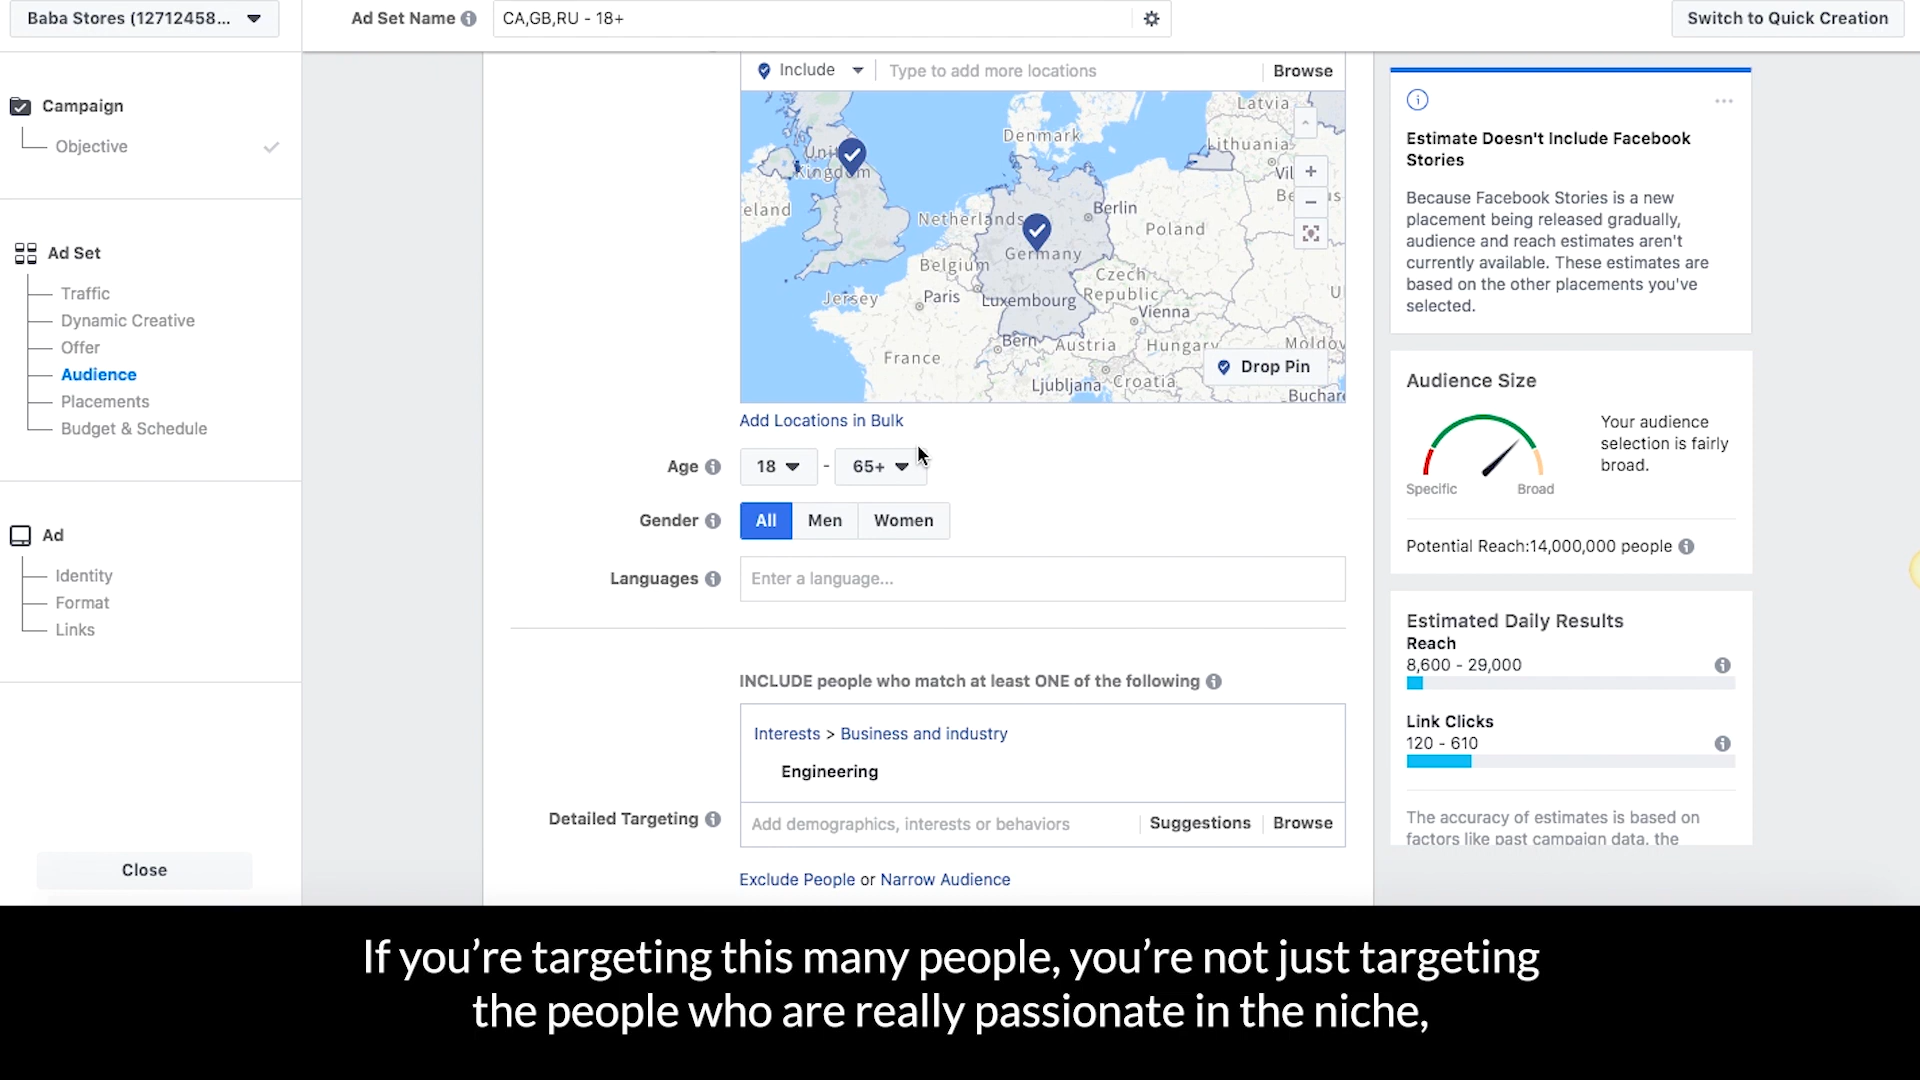 Baba Stores (12712458...
Ad Set Name
CA,GB,RU - 18+
Switch to Quick Creation
Campaign
Objective
Ad Set
Traffic
Dynamic Creative
Offer
Audience
Placements
Budget & Schedule
Ad
Identity
Format
Links
Close
Include
Type to add more locations
Browse
Latvia
Denmark
Lithuania
Unit
Kingdom
Vil
eland
Netherlands
Berlin
Poland
Germany
Belgium
Czech
Jersey
Paris
Luxembourg
Republic
Vienna
Bern
Austria
Hungary
Moldov
France
Drop Pin
Ljubljana
Croatia
Buchare
Add Locations in Bulk
Age
18
-
65+
Gender
All
Men
Women
Languages
Enter a language...
INCLUDE people who match at least ONE of the following
Interests > Business and industry
Engineering
Detailed Targeting
Add demographics, interests or behaviors
Suggestions
Browse
Exclude People or Narrow Audience
Estimate Doesn't Include Facebook
Stories
Because Facebook Stories is a new
placement being released gradually,
audience and reach estimates aren't
currently available. These estimates are
based on the other placements you've
selected.
Audience Size
Your audience
selection is fairly
broad.
Specific
Broad
Potential Reach:14,000,000 people
Estimated Daily Results
Reach
8,600 - 29,000
Link Clicks
120 - 610
The accuracy of estimates is based on
factors like past campaign data, the
If you're targeting this many people, you're not just targeting
the people who are really passionate in the niche,